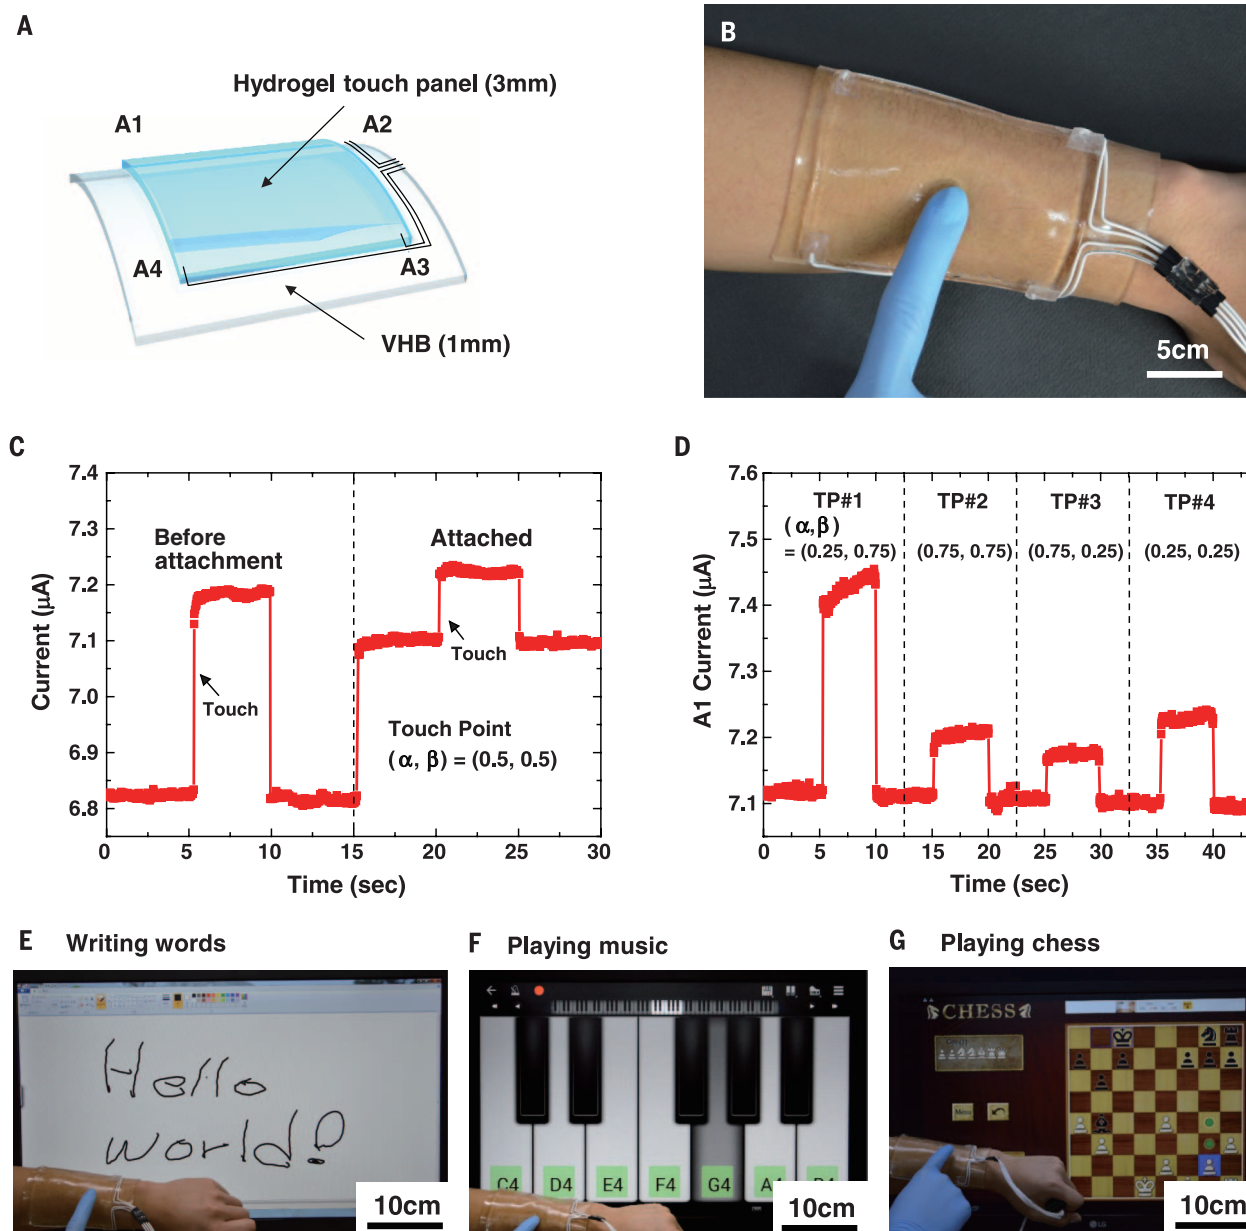 A
Hydrogel touch panel (3mm)
A1
A2
A4
A3
VHB (1mm)
B
5cm
C
7.4
7.3
7.2
7.1
7.0
6.9
6.8
Current (μA)
Before
attachment
Attached
Touch
Touch
Touch Point
(α, β) = (0.5, 0.5)
0 5 10 15 20 25 30
Time (sec)
D
7.6
7.5
7.4
7.3
7.2
7.1
A1 Current (μA)
TP#1 TP#2 TP#3 TP#4
(α,β)
= (0.25, 0.75) (0.75, 0.75) (0.75, 0.25) (0.25, 0.25)
0 5 10 15 20 25 30 35 40
Time (sec)
E Writing words
Hello
world!
10cm
F Playing music
C4 D4 E4 F4 G4 A4
10cm
G Playing chess
CHESS
Menu
LG
10cm